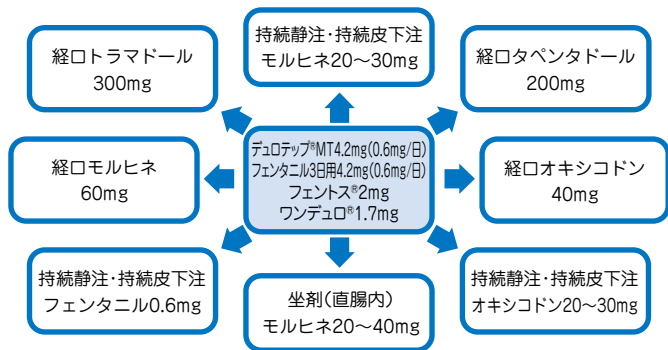 経口トラマドール
300mg
持続静注・持続皮下注
モルヒネ20〜30mg
経口タペンタドール
200mg
経口モルヒネ
60mg
デュロテップ®MT4.2mg(0.6mg/日)
フェンタニル3日用4.2mg(0.6mg/日)
フェントス®2mg
ワンデュロ®1.7mg
経口オキシコドン
40mg
持続静注・持続皮下注
フェンタニル0.6mg
坐剤(直腸内)
モルヒネ20〜40mg
持続静注・持続皮下注
オキシコドン20〜30mg